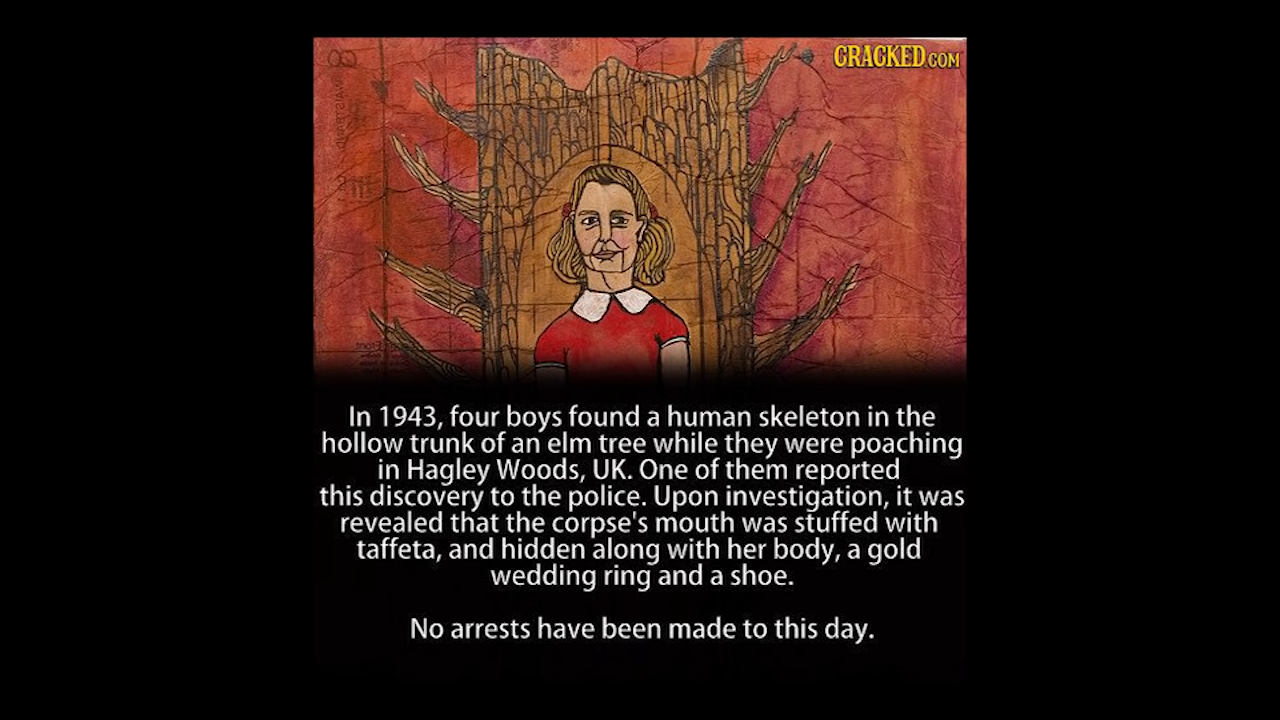 CRACKED.COM
In 1943, four boys found a human skeleton in the
hollow trunk of an elm tree while they were poaching
in Hagley Woods, UK. One of them reported
this discovery to the police. Upon investigation, it was
revealed that the corpse's mouth was stuffed with
taffeta, and hidden along with her body, a gold
wedding ring and a shoe.
No arrests have been made to this day.